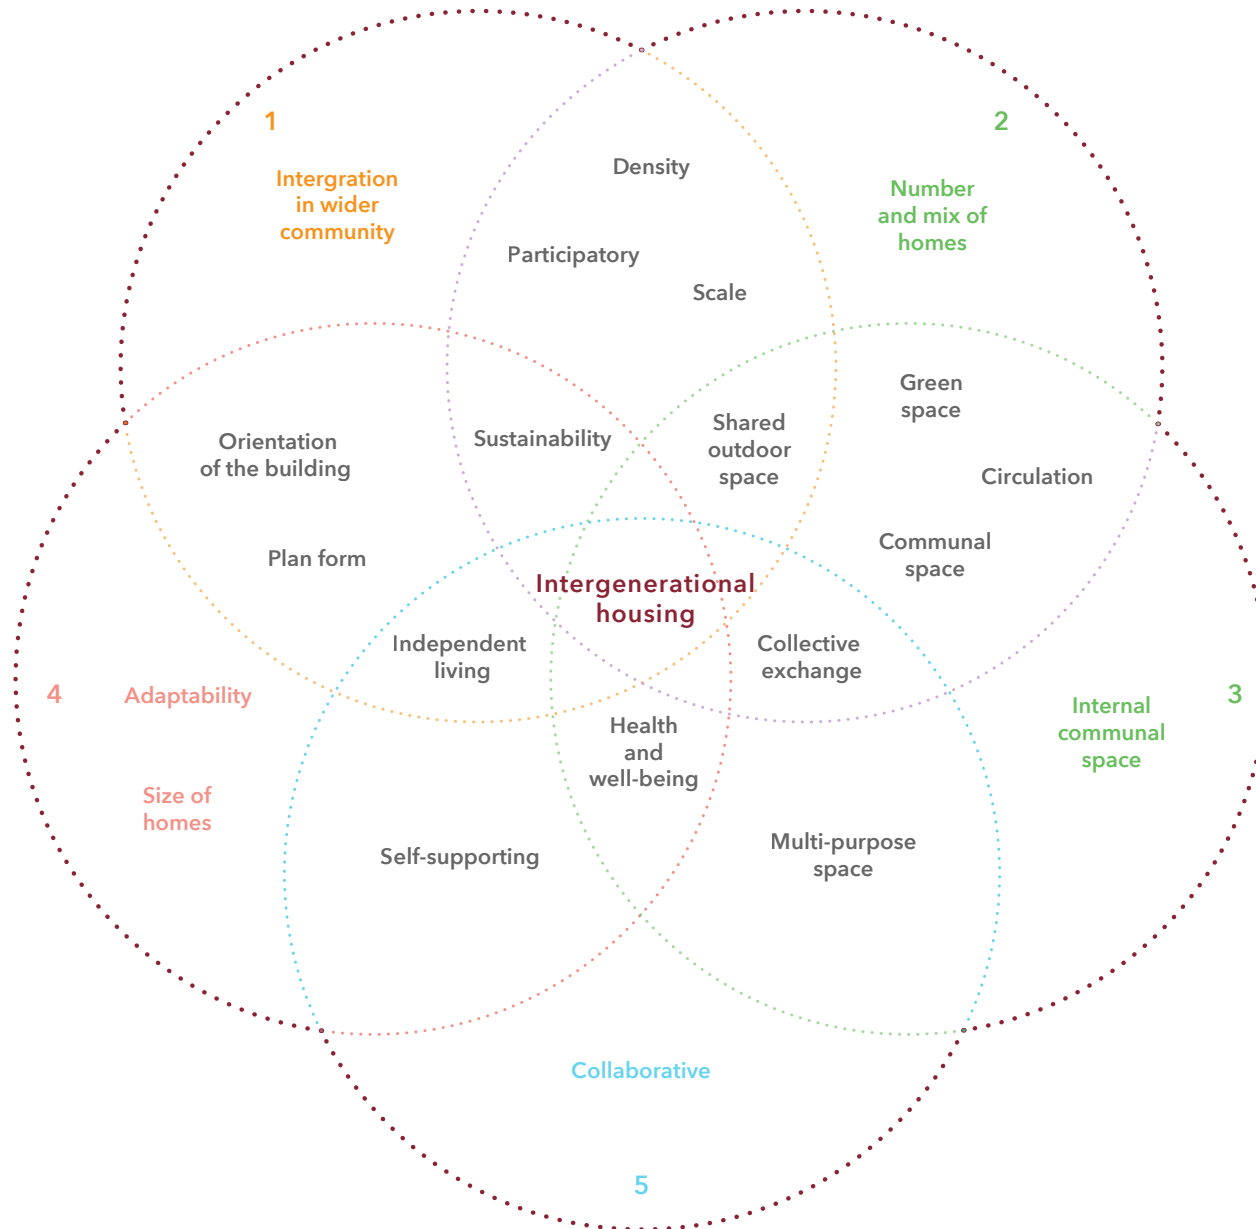 1
2
Intergration
in wider
community
Density
Number
and mix of
homes
Participatory
Scale
Green
space
Orientation
of the building
Sustainability
Shared
outdoor
space
Circulation
Plan form
Communal
space
Intergenerational
housing
Independent
living
Collective
exchange
4
Adaptability
Size of
homes
Health
and
well-being
Internal
communal
space
3
Self-supporting
Multi-purpose
space
Collaborative
5